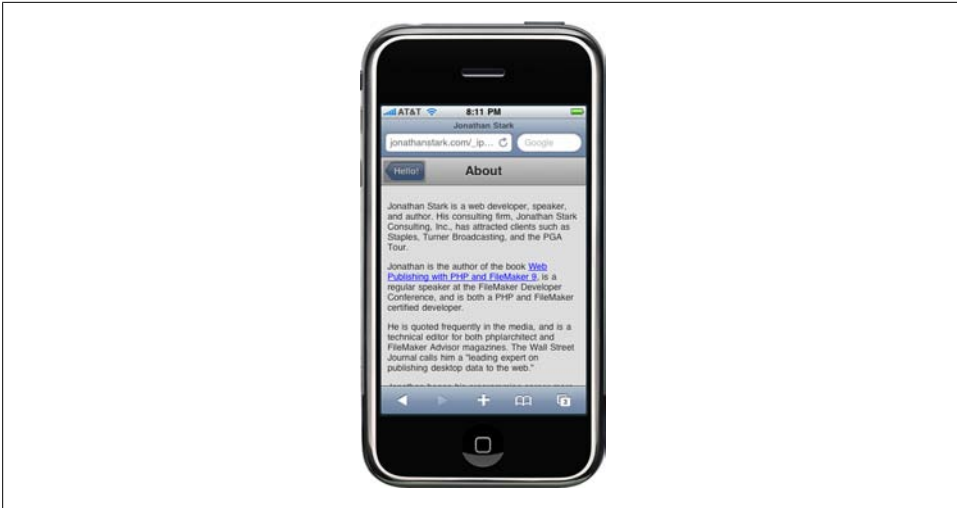 AT&T 8:11 PM
Jonathan Stark
jonathanstark.com/_ip... Google
Hello! About
Jonathan Stark is a web developer, speaker,
and author. His consulting firm, Jonathan Stark
Consulting, Inc., has attracted clients such as
Staples, Turner Broadcasting, and the PGA
Tour.
Jonathan is the author of the book Web
Publishing with PHP and FileMaker 9, is a
regular speaker at the FileMaker Developer
Conference, and is both a PHP and FileMaker
certified developer.
He is quoted frequently in the media, and is a
technical editor for both php|architect and
FileMaker Advisor magazines. The Wall Street
Journal calls him a "leading expert on
publishing desktop data to the web."